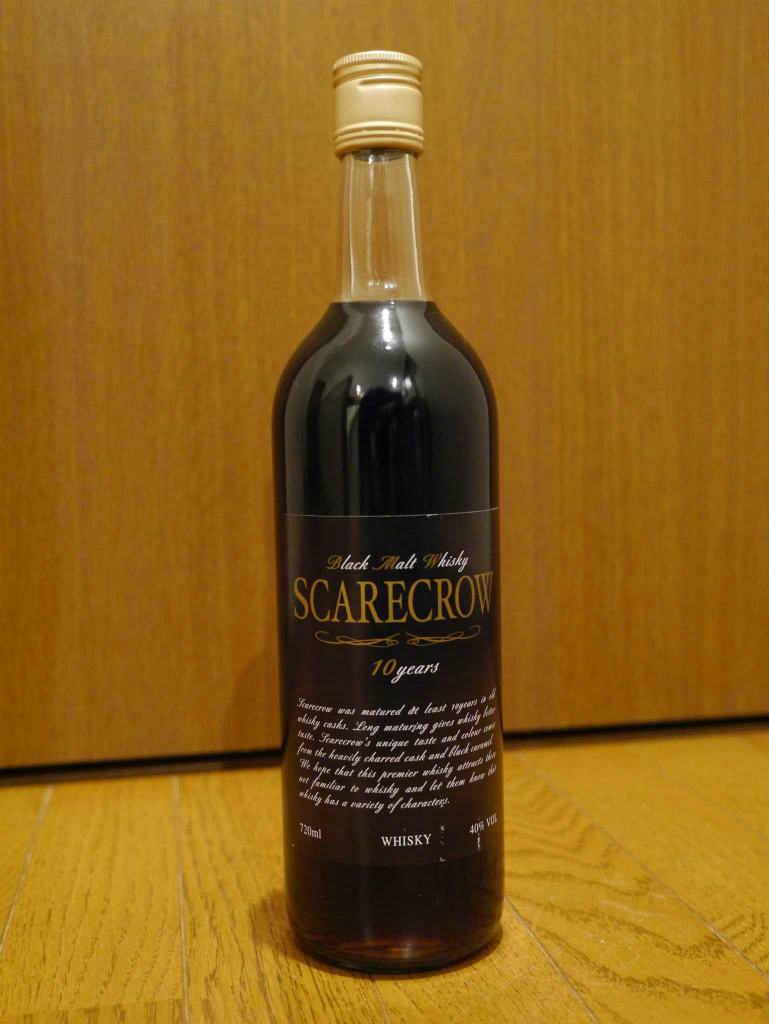 Black Malt Whisky
SCARECROW
10years
Scarecrow was matured at least 10years in old
whisky casks. Long maturing gives whisky better
taste. Scarecrow's unique taste and colour come
from the heavily charred cask and black caramel.
We hope that this premier whisky attracts those
not familiar to whisky and let them know that
whisky has a variety of characters.
720ml
WHISKY
40% VOL